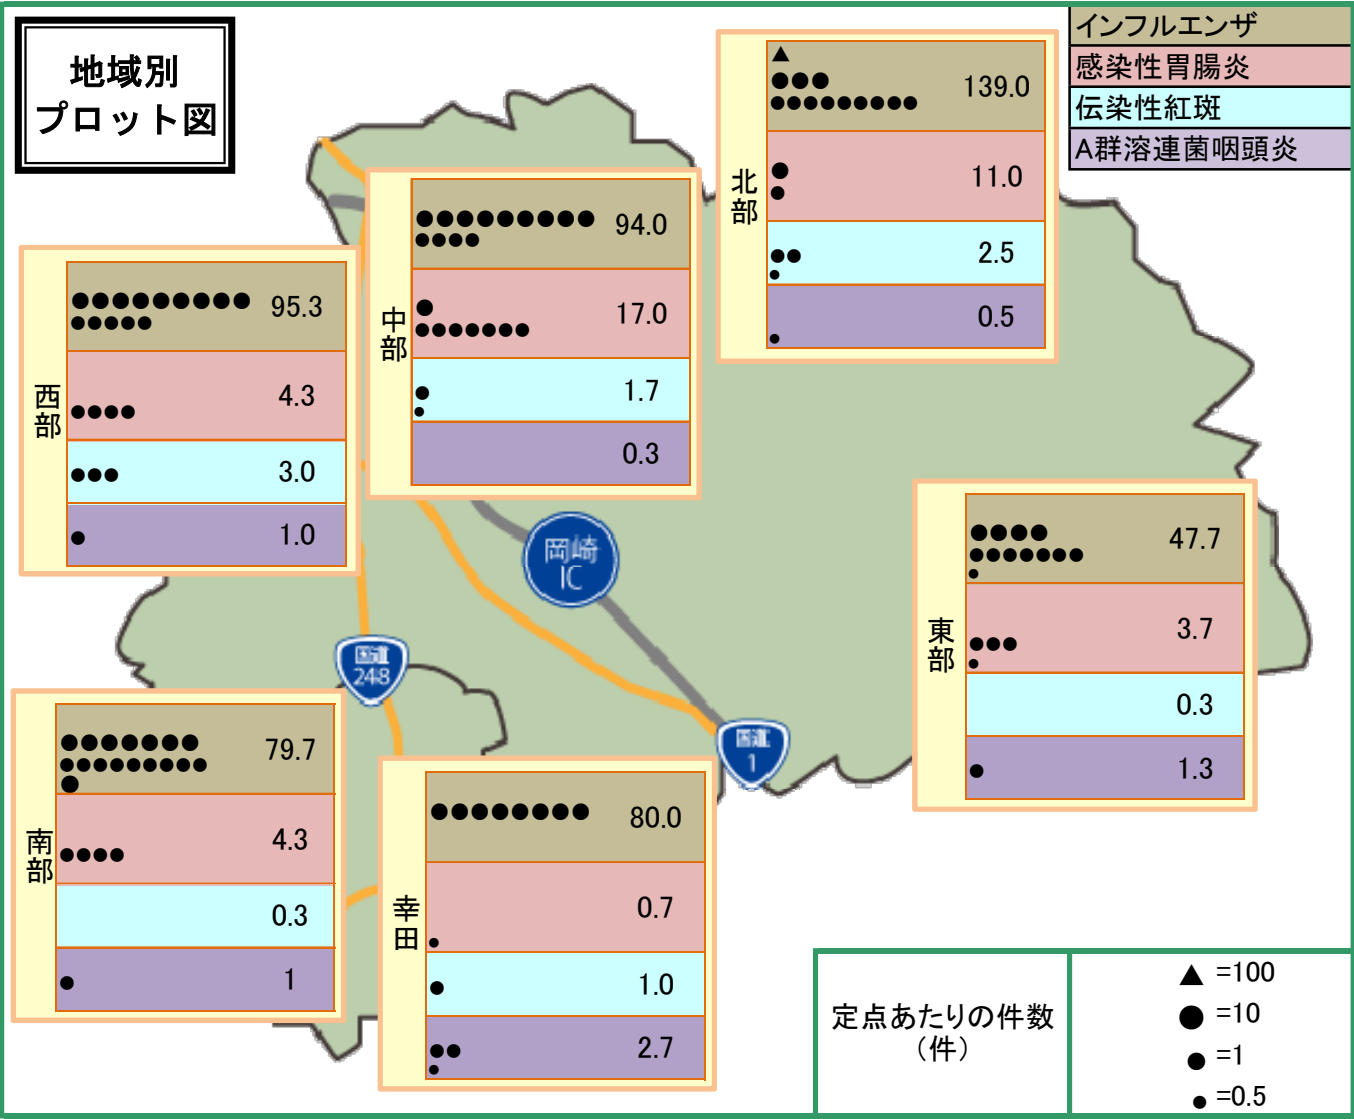 地域別
プロット図
インフルエンザ
感染性胃腸炎
伝染性紅斑
A群溶連菌咽頭炎
北部
139.0
11.0
2.5
0.5
中部
94.0
17.0
1.7
0.3
西部
95.3
4.3
3.0
1.0
岡崎
IC
東部
47.7
3.7
0.3
1.3
国道
248
国道
1
南部
79.7
4.3
0.3
1
幸田
80.0
0.7
1.0
2.7
定点あたりの件数
(件)
▲ =100
● =10
● =1
● =0.5